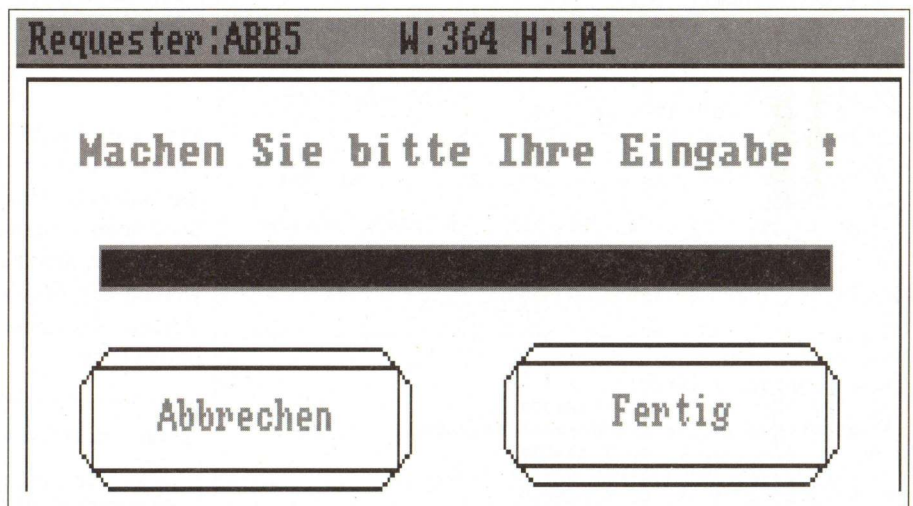 Requester:ABB5 W:364 H:101
Machen Sie bitte Ihre Eingabe !
Abbrechen
Fertig